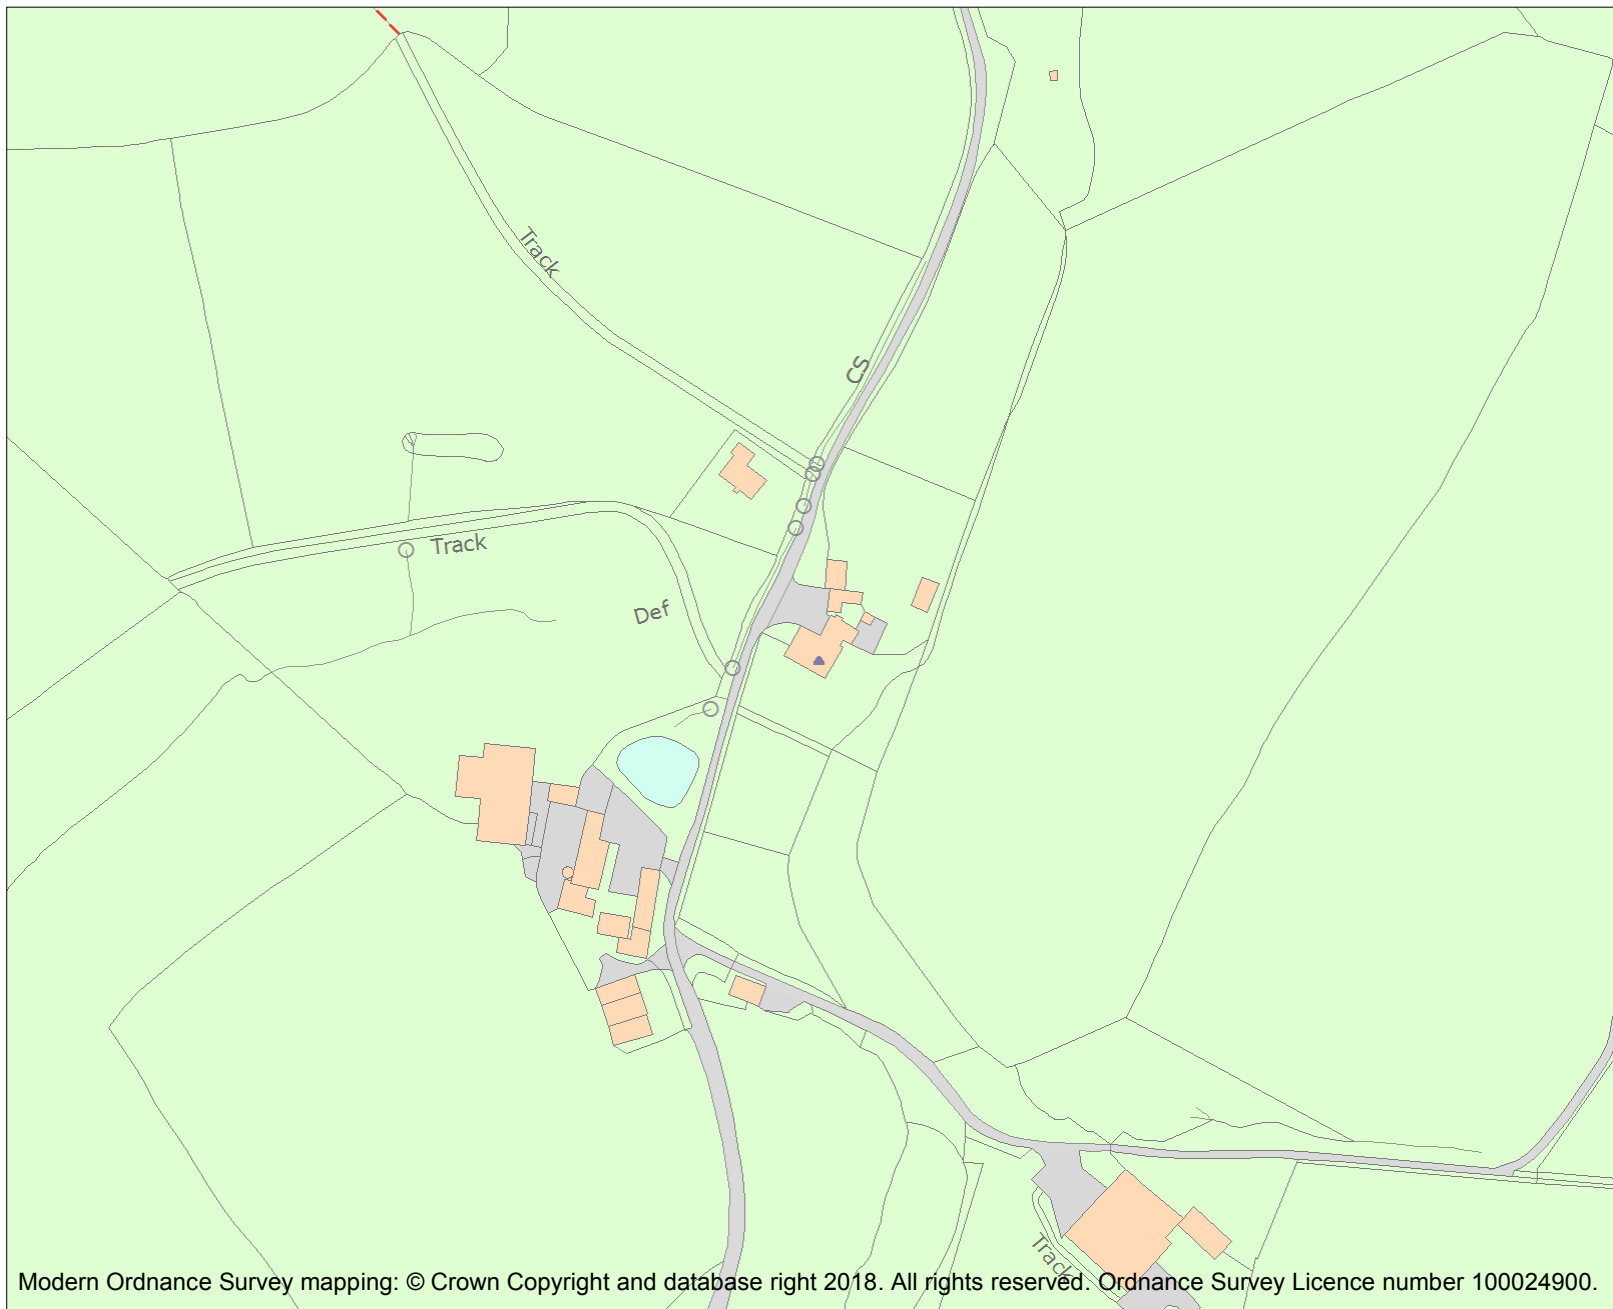 Track
CS
Track
Def
Track
Modern Ordnance Survey mapping: © Crown Copyright and database right 2018. All rights reserved. Ordnance Survey Licence number 100024900.